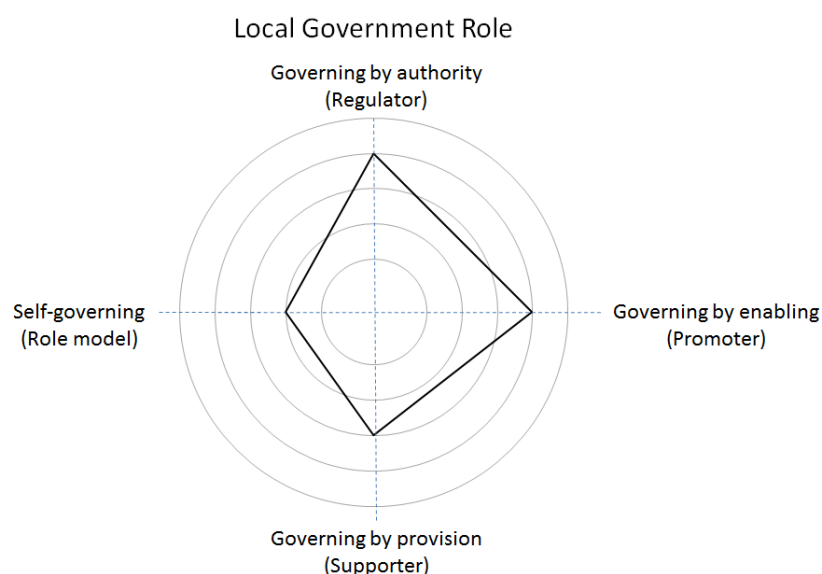 Local Government Role
Governing by authority
(Regulator)
Self-governing
(Role model)
Governing by enabling
(Promoter)
Governing by provision
(Supporter)